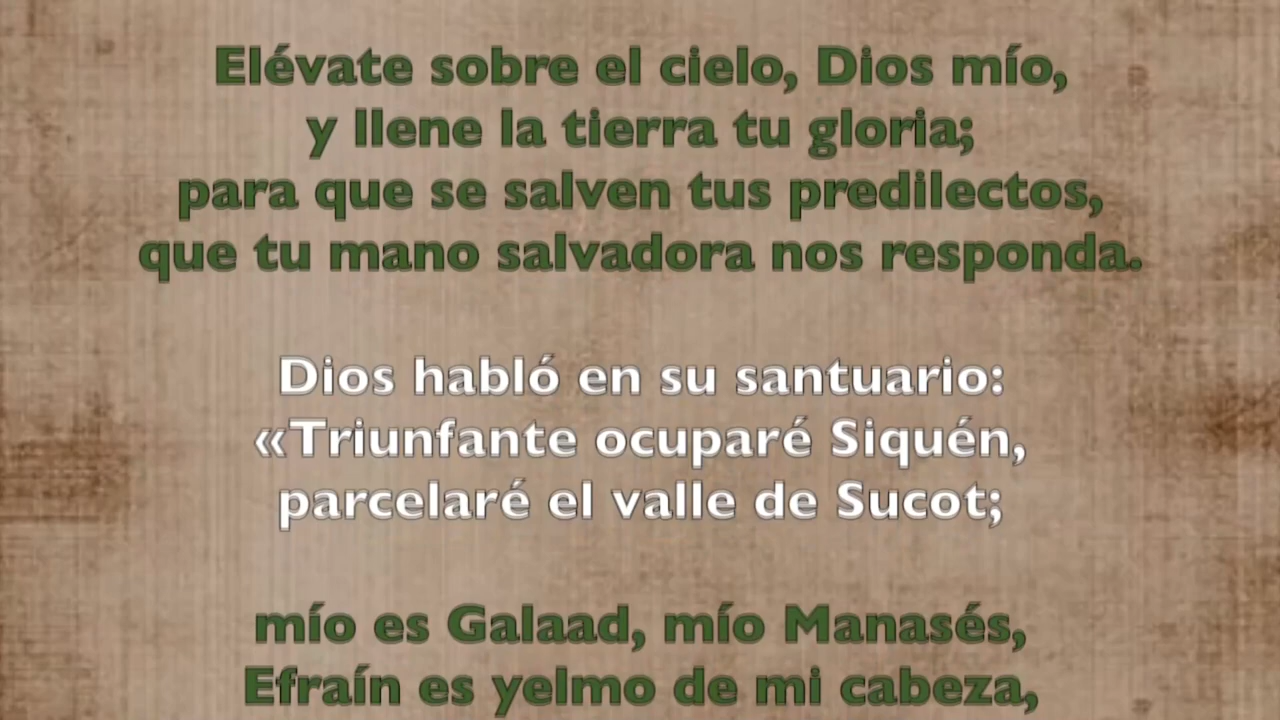 Elévate sobre el cielo, Dios mío,
y llene la tierra tu gloria;
para que se salven tus predilectos,
que tu mano salvadora nos responda.
Dios habló en su santuario:
«Triunfante ocuparé Siquén,
parcelaré el valle de Sucot;
mío es Galaad, mío Manasés,
Efraín es yelmo de mi cabeza,